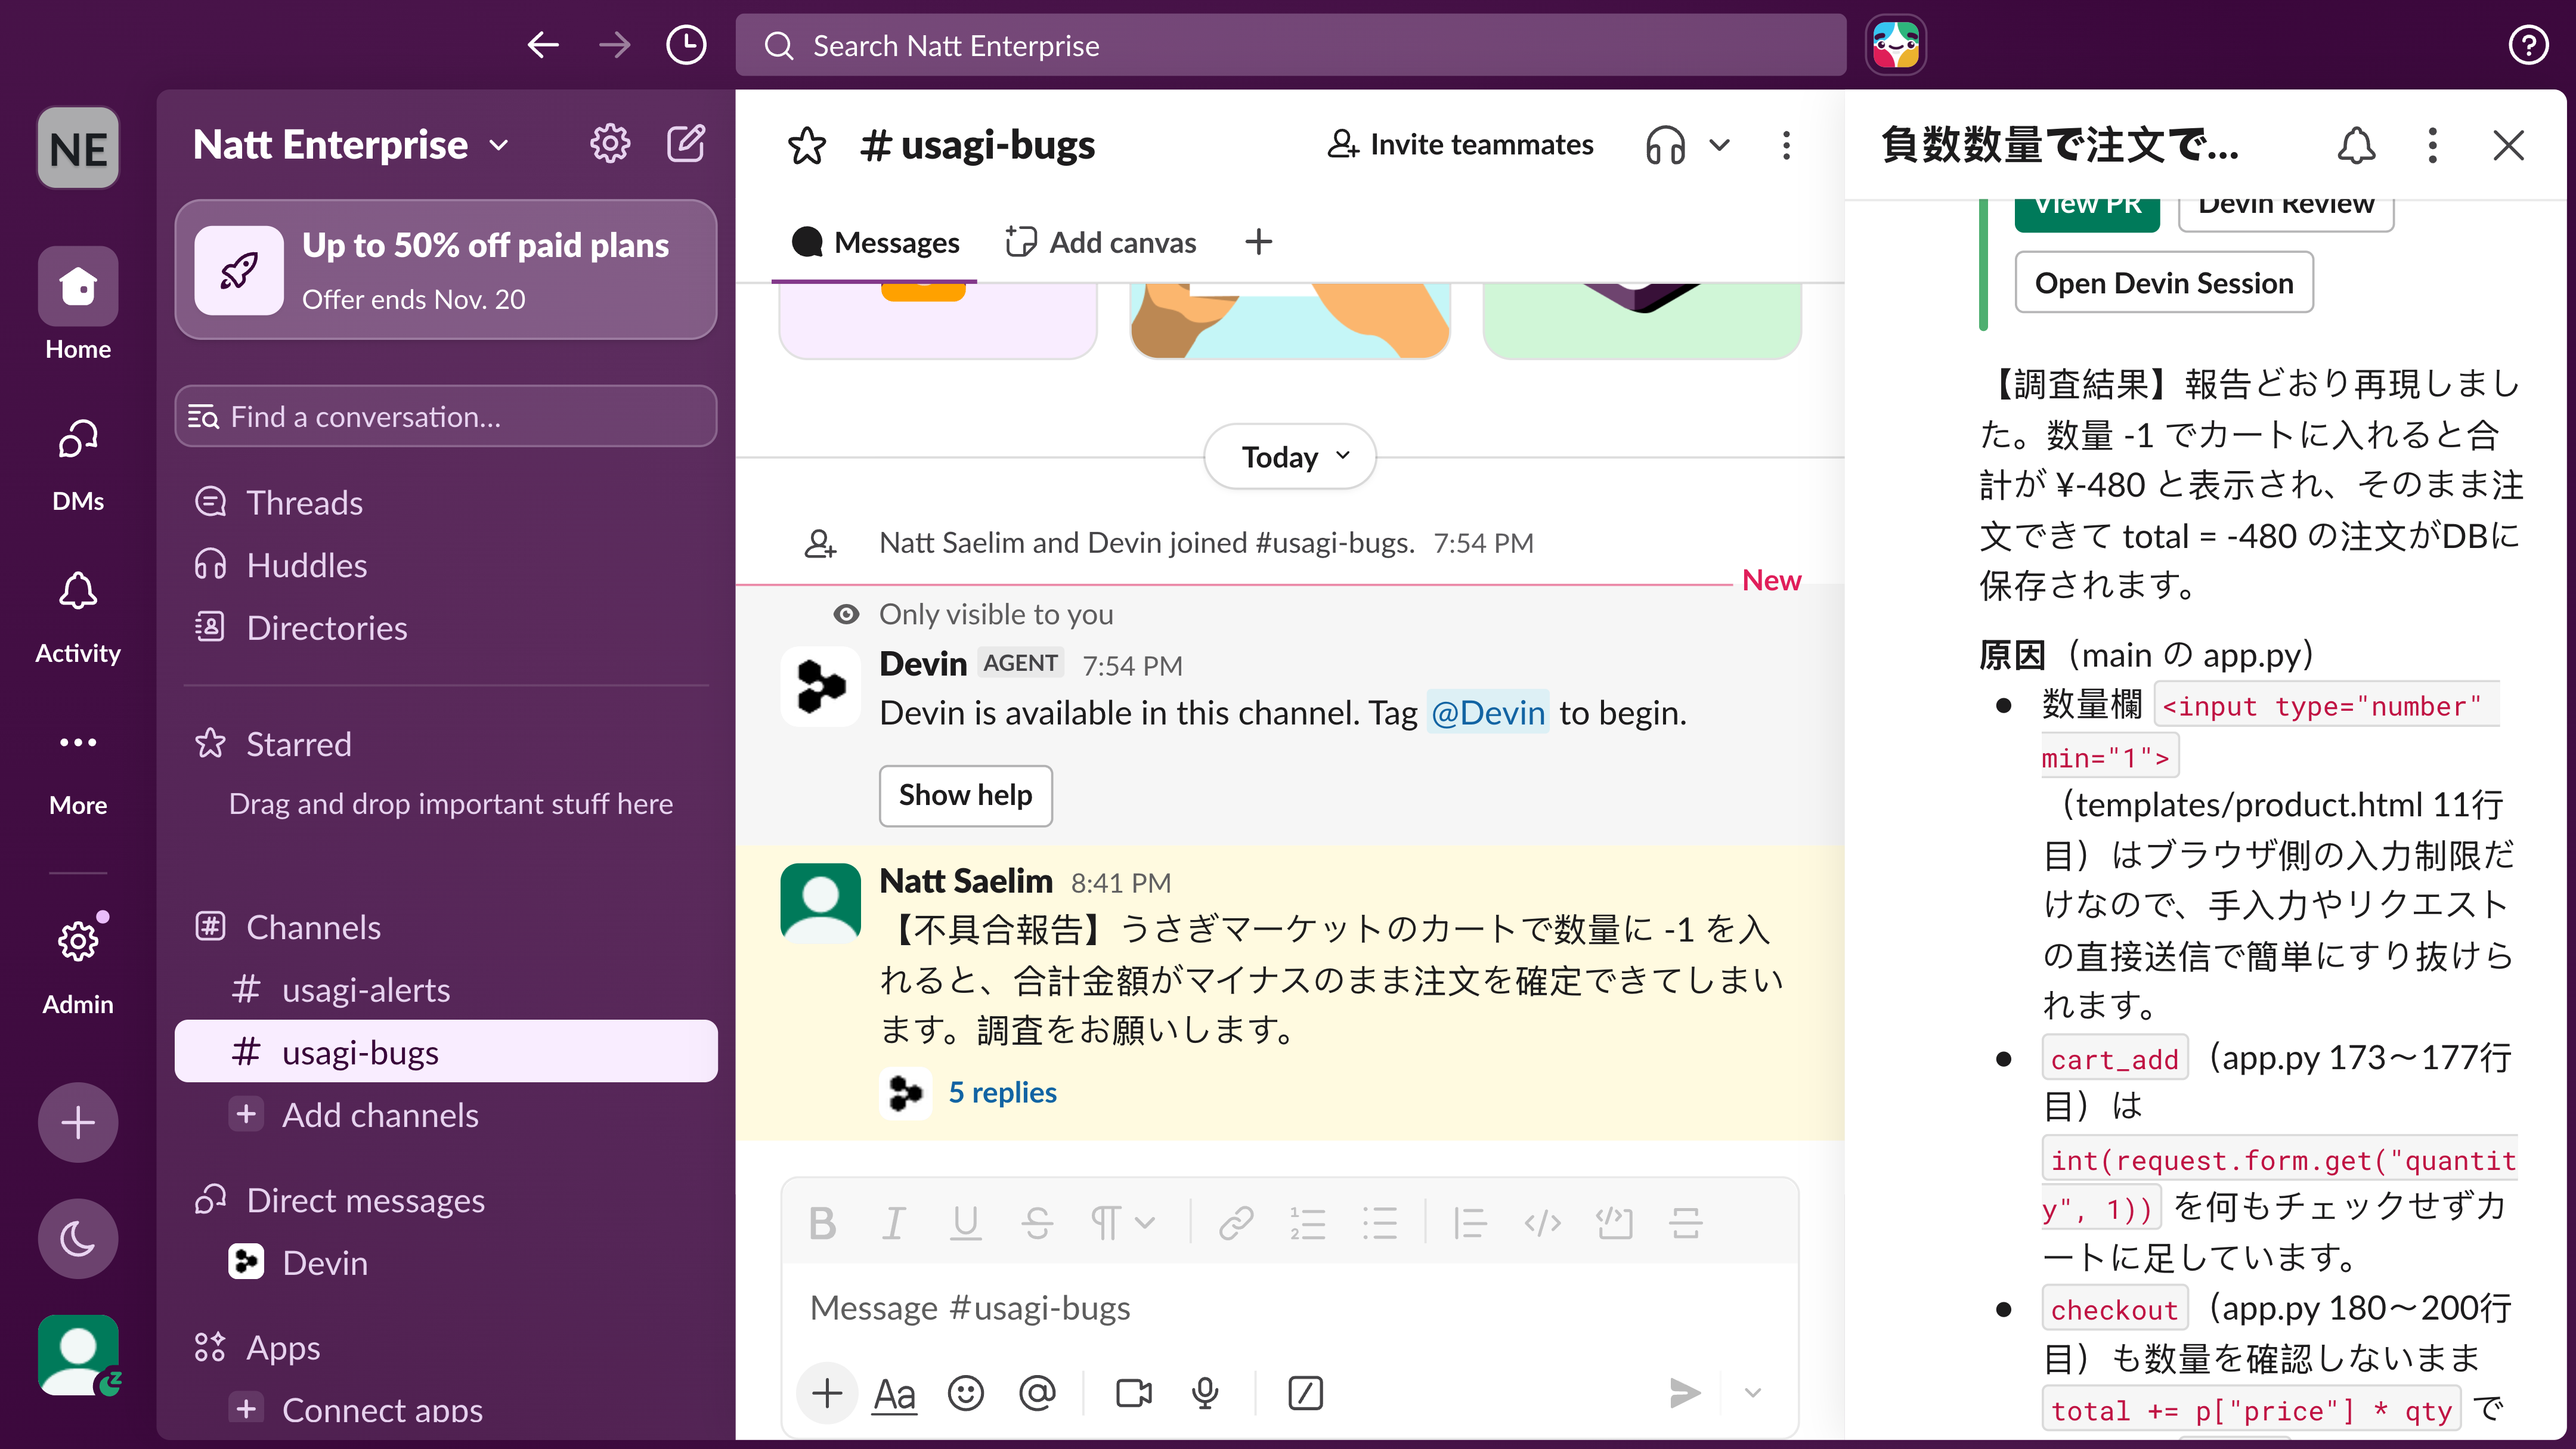 Search Natt Enterprise
NE
Home
DMs
Activity
More
Admin
Natt Enterprise
Up to 50% off paid plans
Offer ends Nov. 20
Find a conversation...
Threads
Huddles
Directories
Starred
Drag and drop important stuff here
Channels
# usagi-alerts
# usagi-bugs
Add channels
Direct messages
Devin
Apps
Connect apps
# usagi-bugs
Invite teammates
Messages
Add canvas
Today
Natt Saelim and Devin joined #usagi-bugs. 7:54 PM
New
Only visible to you
Devin AGENT 7:54 PM
Devin is available in this channel. Tag @Devin to begin.
Show help
Natt Saelim 8:41 PM
【不具合報告】うさぎマーケットのカートで数量に -1 を入
れると、合計金額がマイナスのまま注文を確定できてしまい
ます。調査をお願いします。
5 replies
Message #usagi-bugs
Aa
負数数量で注文で...
View PR
Devin Review
Open Devin Session
【調査結果】報告どおり再現しまし
た。数量 -1 でカートに入れると合
計が ¥-480 と表示され、そのまま注
文できて total = -480 の注文がDBに
保存されます。
原因（main の app.py）
● 数量欄 <input type="number"
min="1">
（templates/product.html 11行
目）はブラウザ側の入力制限だ
けなので、手入力やリクエスト
の直接送信で簡単にすり抜けら
れます。
● cart_add（app.py 173〜177行
目）は
int(request.form.get("quantit
y", 1)) を何もチェックせずカ
ートに足しています。
● checkout（app.py 180〜200行
目）も数量を確認しないまま
total += p["price"] * qty で